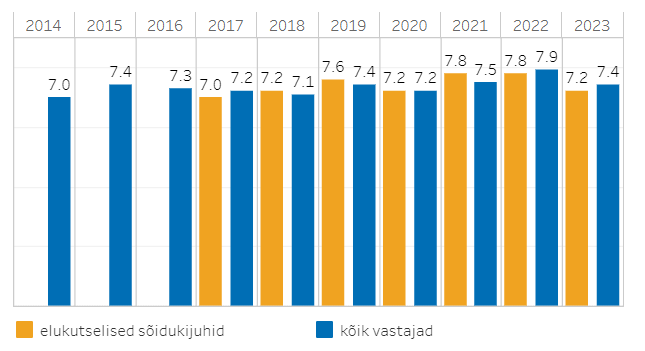 2014 2015 2016 2017 2018 2019 2020 2021 2022 2023
7.0 7.4 7.3 7.0 7.2 7.2 7.1 7.6 7.4 7.2 7.2 7.8 7.5 7.8 7.9 7.2 7.4
elukutselised sõidukijuhid kõik vastajad